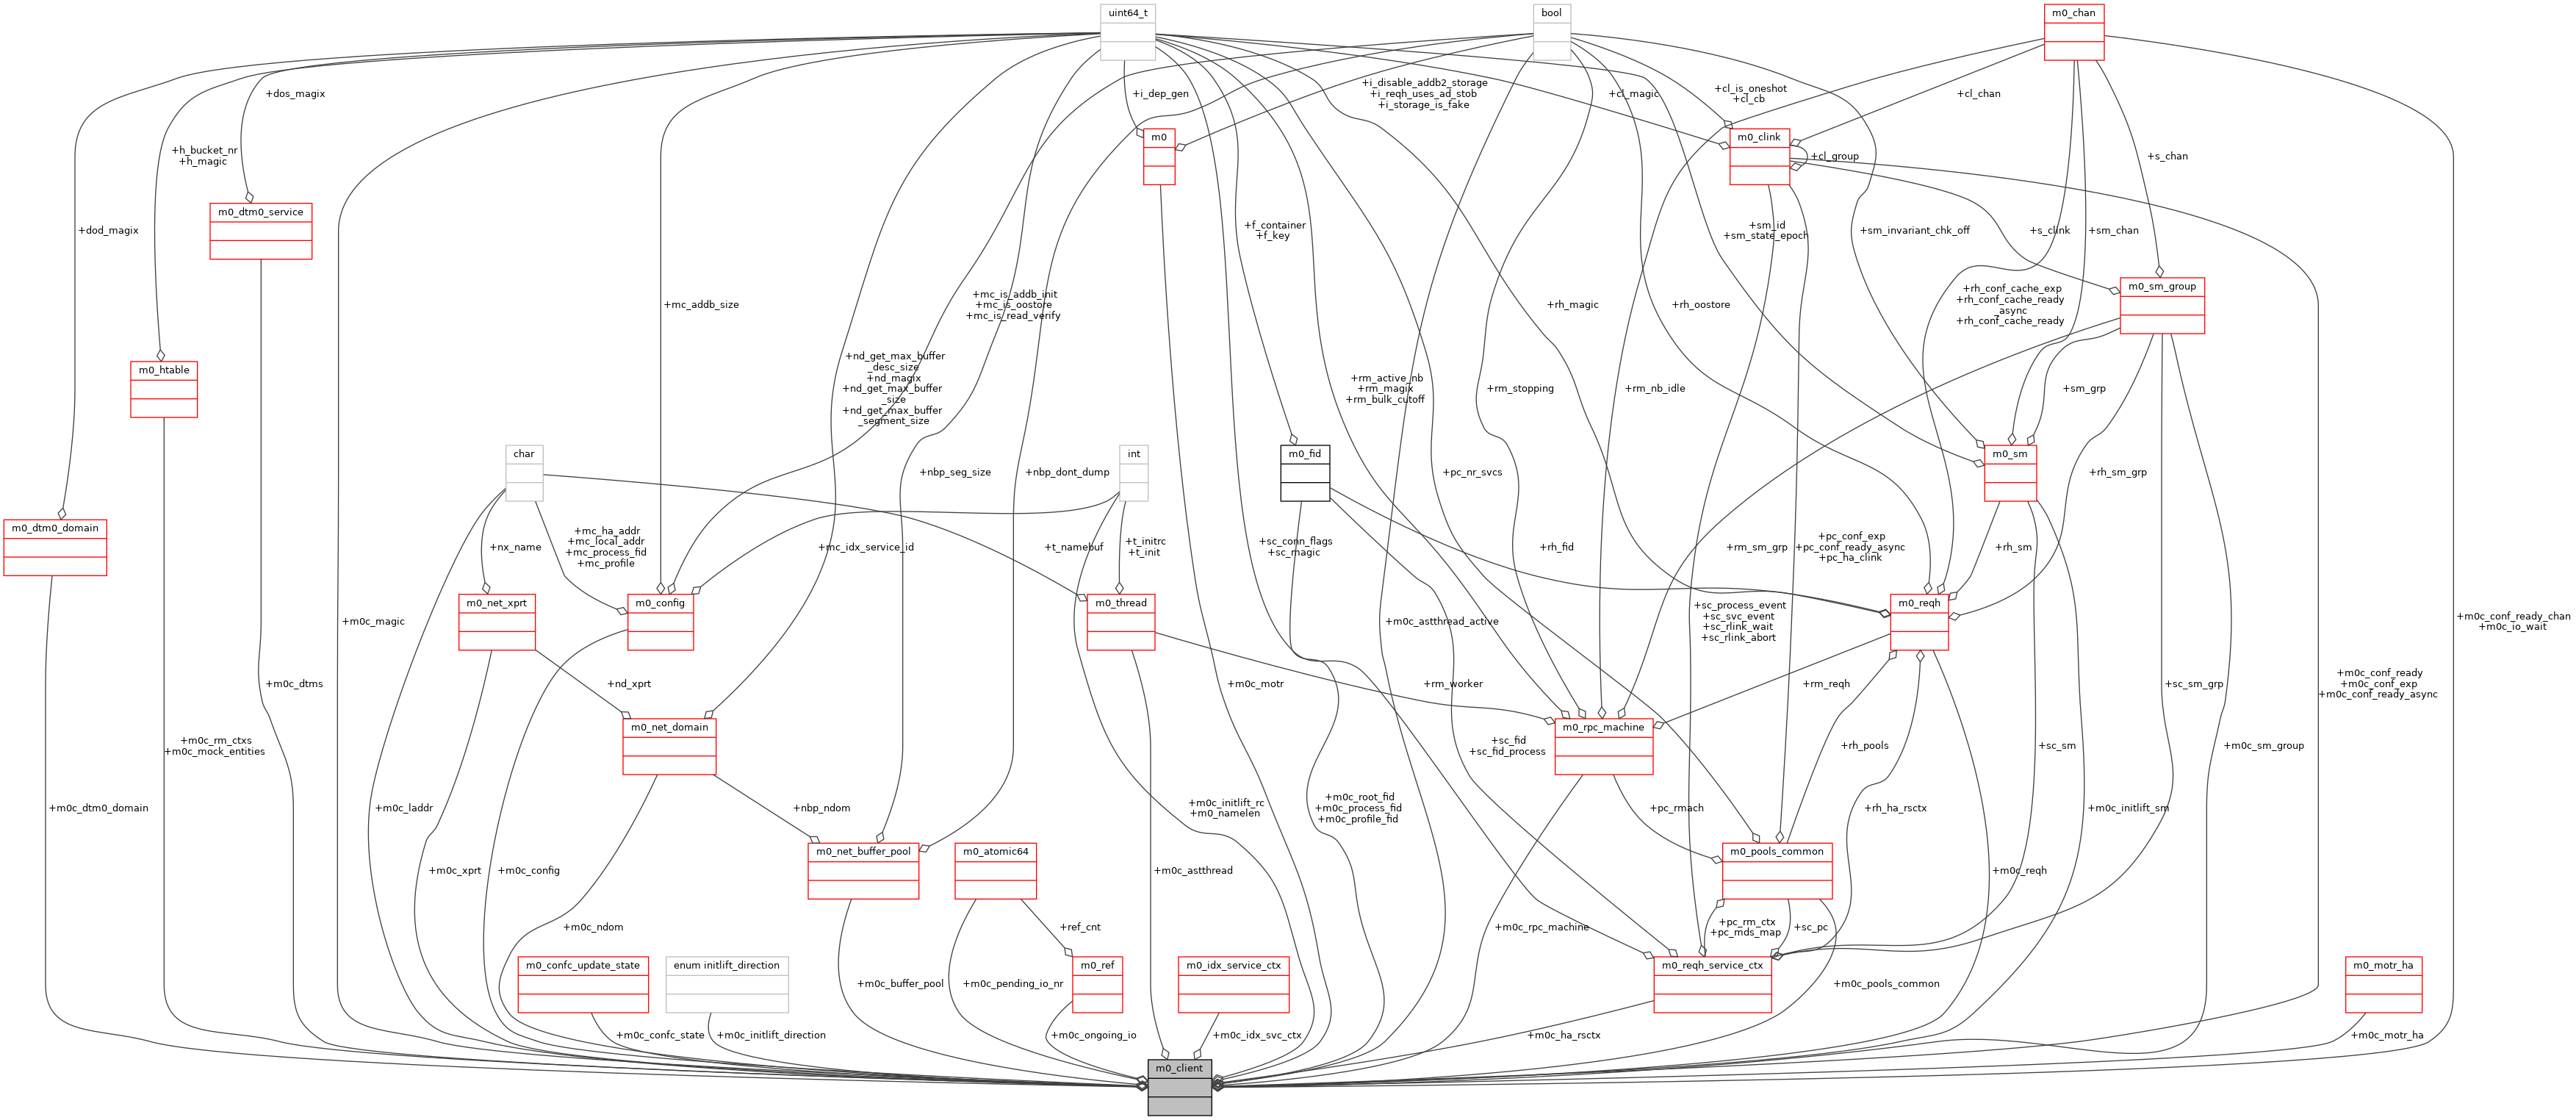 uint64_t
bool
m0_chan
+dos_magix
+i_dep_gen
+i_disable_addb2_storage
+i_reqh_uses_ad_stob
+i_storage_is_fake
+cl_magic
+cl_is_oneshot
+cl_cb
+cl_chan
m0
m0_clink
+h_bucket_nr
+h_magic
+cl_group
+s_chan
m0_dtm0_service
+dod_magix
+f_container
+f_key
+sm_id
+sm_state_epoch
+sm_invariant_chk_off
+sm_chan
+s_clink
m0_sm_group
+mc_addb_size
+mc_is_addb_init
+mc_is_oostore
+mc_is_read_verify
+rh_magic
+rh_oostore
+rh_conf_cache_exp
+rh_conf_cache_ready
_async
+rh_conf_cache_ready
m0_htable
+nd_get_max_buffer
_desc_size
+nd_magix
+nd_get_max_buffer
_size
+nd_get_max_buffer
_segment_size
+rm_active_nb
+rm_magix
+rm_bulk_cutoff
+rm_stopping
+rm_nb_idle
+sm_grp
char
int
m0_fid
m0_sm
+nbp_seg_size
+nbp_dont_dump
+pc_nr_svcs
+rh_sm_grp
m0_dtm0_domain
+nx_name
+mc_ha_addr
+mc_local_addr
+mc_process_fid
+mc_profile
+mc_idx_service_id
+t_namebuf
+t_initrc
+t_init
+sc_conn_flags
+sc_magic
+rh_fid
+rm_sm_grp
+pc_conf_exp
+pc_conf_ready_async
+pc_ha_clink
+rh_sm
m0_net_xprt
m0_config
m0_thread
m0_reqh
+m0c_magic
+m0c_astthread_active
+sc_process_event
+sc_svc_event
+sc_rlink_wait
+sc_rlink_abort
+m0c_conf_ready_chan
+m0c_io_wait
+m0c_dtms
+nd_xprt
+m0c_motr
+rm_worker
+rm_reqh
+sc_sm_grp
+m0c_conf_ready
+m0c_conf_exp
+m0c_conf_ready_async
m0_net_domain
m0_rpc_machine
+m0c_rm_ctxs
+m0c_mock_entities
+sc_fid
+sc_fid_process
+rh_pools
+sc_sm
+m0c_sm_group
+m0c_dtm0_domain
+m0c_laddr
+nbp_ndom
+m0c_initlift_rc
+m0_namelen
+m0c_root_fid
+m0c_process_fid
+m0c_profile_fid
+pc_rmach
+rh_ha_rsctx
+m0c_initlift_sm
m0_net_buffer_pool
m0_atomic64
m0_pools_common
+m0c_xprt
+m0c_config
+m0c_astthread
+m0c_reqh
+m0c_ndom
+ref_cnt
+m0c_rpc_machine
+pc_rm_ctx
+pc_mds_map
+sc_pc
m0_confc_update_state
enum initlift_direction
m0_ref
m0_idx_service_ctx
m0_reqh_service_ctx
m0_motr_ha
+m0c_buffer_pool
+m0c_pending_io_nr
+m0c_pools_common
+m0c_confc_state
+m0c_initlift_direction
+m0c_ongoing_io
+m0c_idx_svc_ctx
+m0c_ha_rsctx
+m0c_motr_ha
m0_client